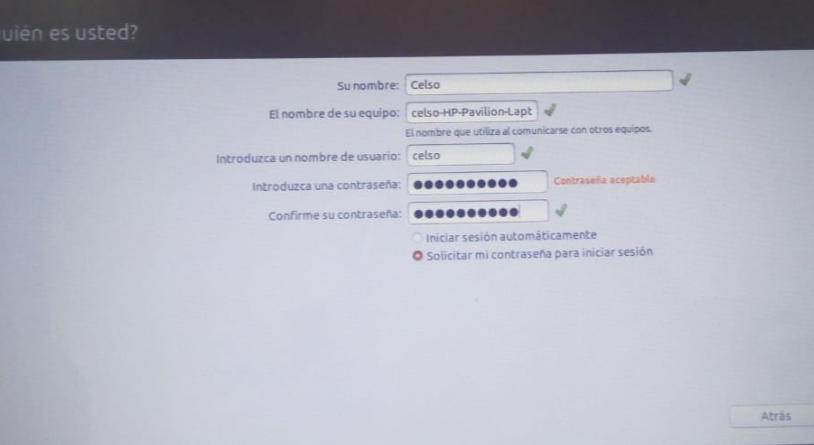 uién es usted?
Su nombre: Celso
El nombre de su equipo: celso-HP-Pavilion-Lapt
El nombre que utiliza al comunicarse con otros equipos.
Introduzca un nombre de usuario: celso
Introduzca una contraseña: ●●●●●●●●●● Contraseña aceptable
Confirme su contraseña: ●●●●●●●●●●
Iniciar sesión automáticamente
Solicitar mi contraseña para iniciar sesión
Atrás